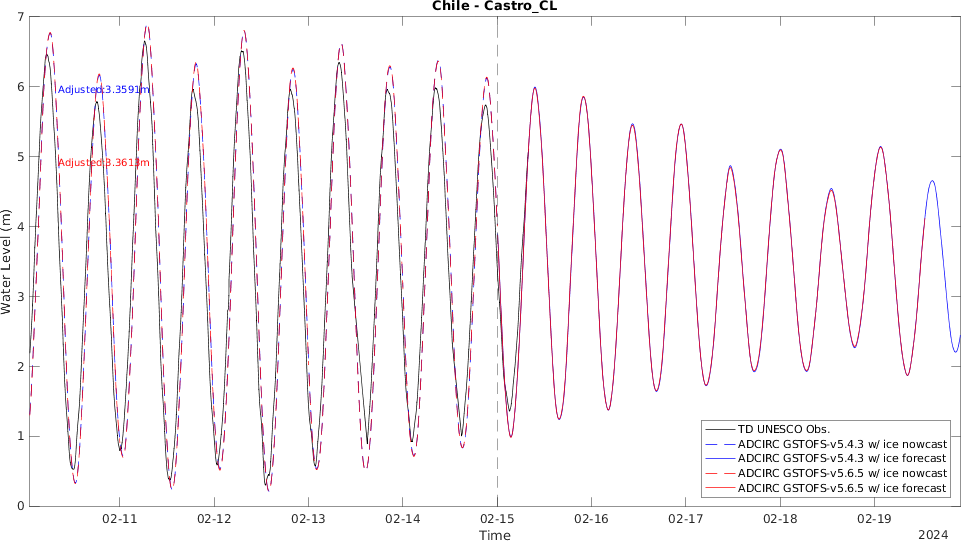 Chile - Castro_CL
7
6
5
4
3
2
1
0
Water Level (m)
Adjusted:3.3591m
Adjusted:3.3613m
TD UNESCO Obs.
ADCIRC GSTOFS-v5.4.3 w/ ice nowcast
ADCIRC GSTOFS-v5.4.3 w/ ice forecast
ADCIRC GSTOFS-v5.6.5 w/ ice nowcast
ADCIRC GSTOFS-v5.6.5 w/ ice forecast
02-11 02-12 02-13 02-14 02-15 02-16 02-17 02-18 02-19
Time
2024